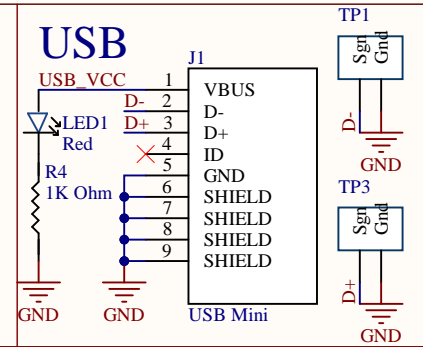 USB
J1
USB_VCC
1 VBUS
D- 2 D-
D+ 3 D+
4 ID
5 GND
6 SHIELD
7 SHIELD
8 SHIELD
9 SHIELD
LED1
Red
R4
1K Ohm
GND
GND
USB Mini
TP1
Sgn
Gnd
D-
GND
TP3
Sgn
Gnd
D+
GND